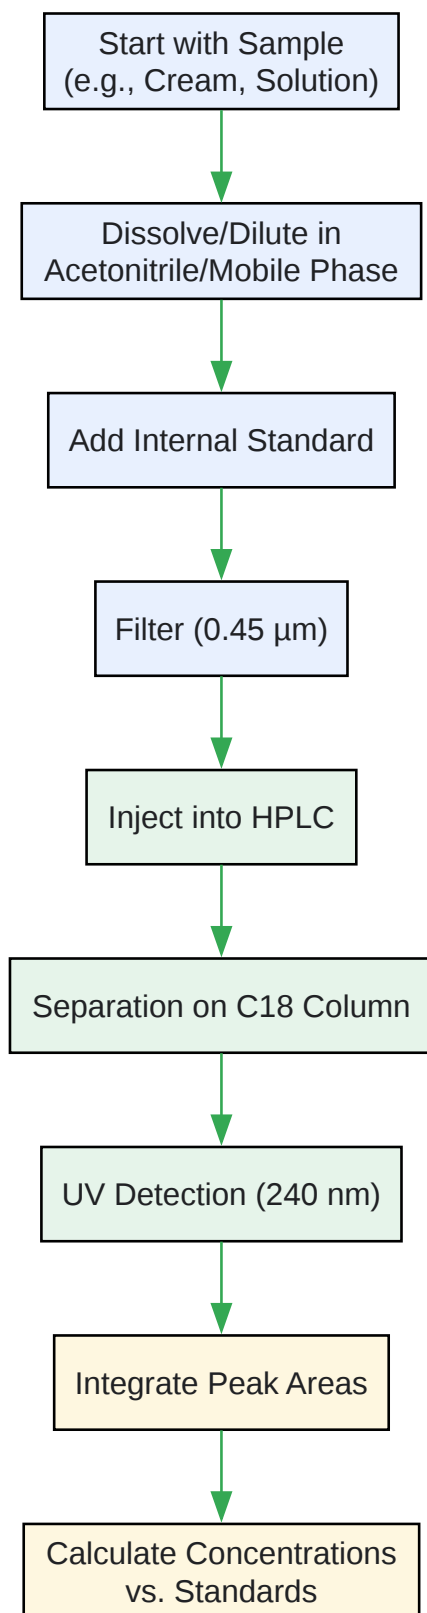 Start with Sample
(e.g., Cream, Solution)
Dissolve/Dilute in
Acetonitrile/Mobile Phase
Add Internal Standard
Filter (0.45 µm)
Inject into HPLC
Separation on C18 Column
UV Detection (240 nm)
Integrate Peak Areas
Calculate Concentrations
vs. Standards